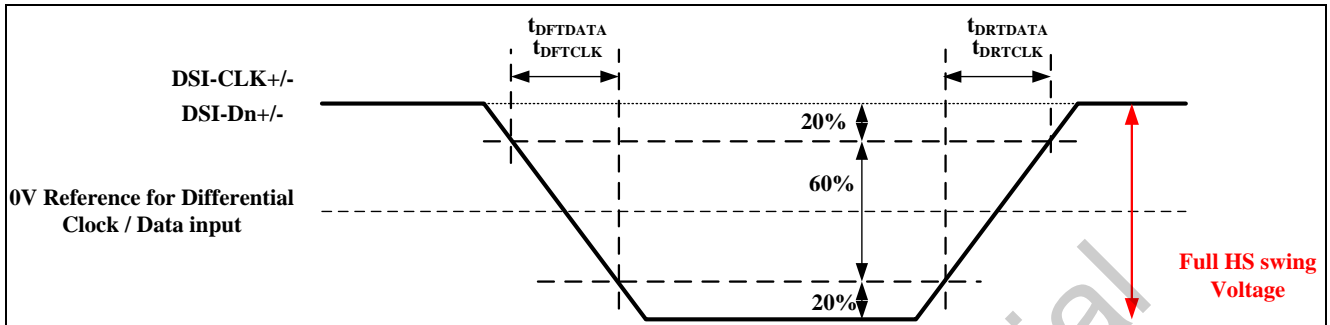 tDFTDATA
tDFTCLK
tDRTDATA
tDRTCLK
DSI-CLK+/-
DSI-Dn+/-
20%
60%
0V Reference for Differential
Clock / Data input
20%
Full HS swing
Voltage